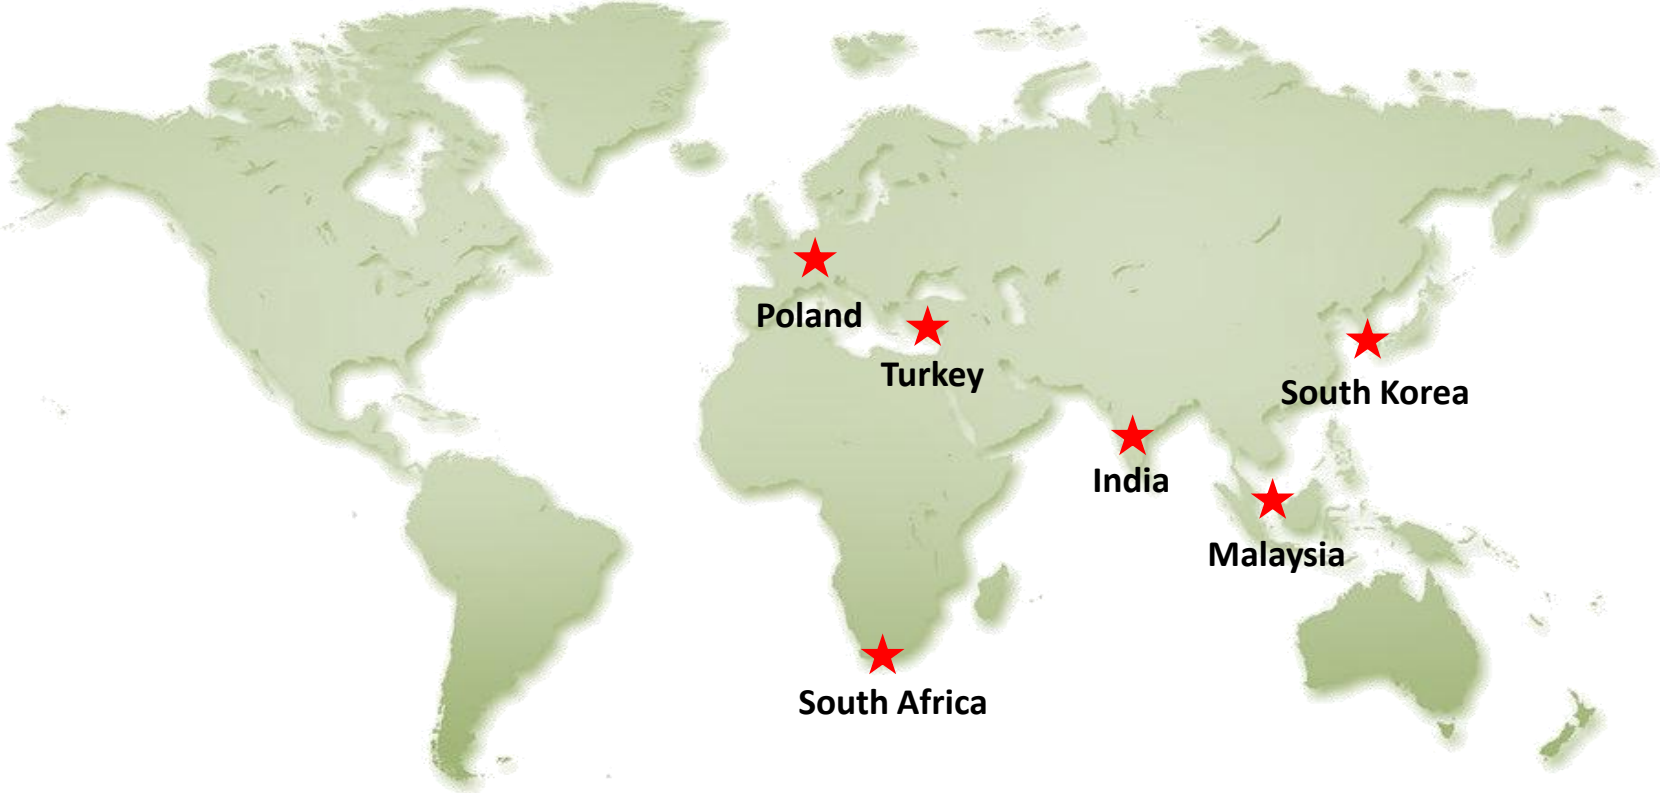 Poland
Turkey
South Korea
India
Malaysia
South Africa